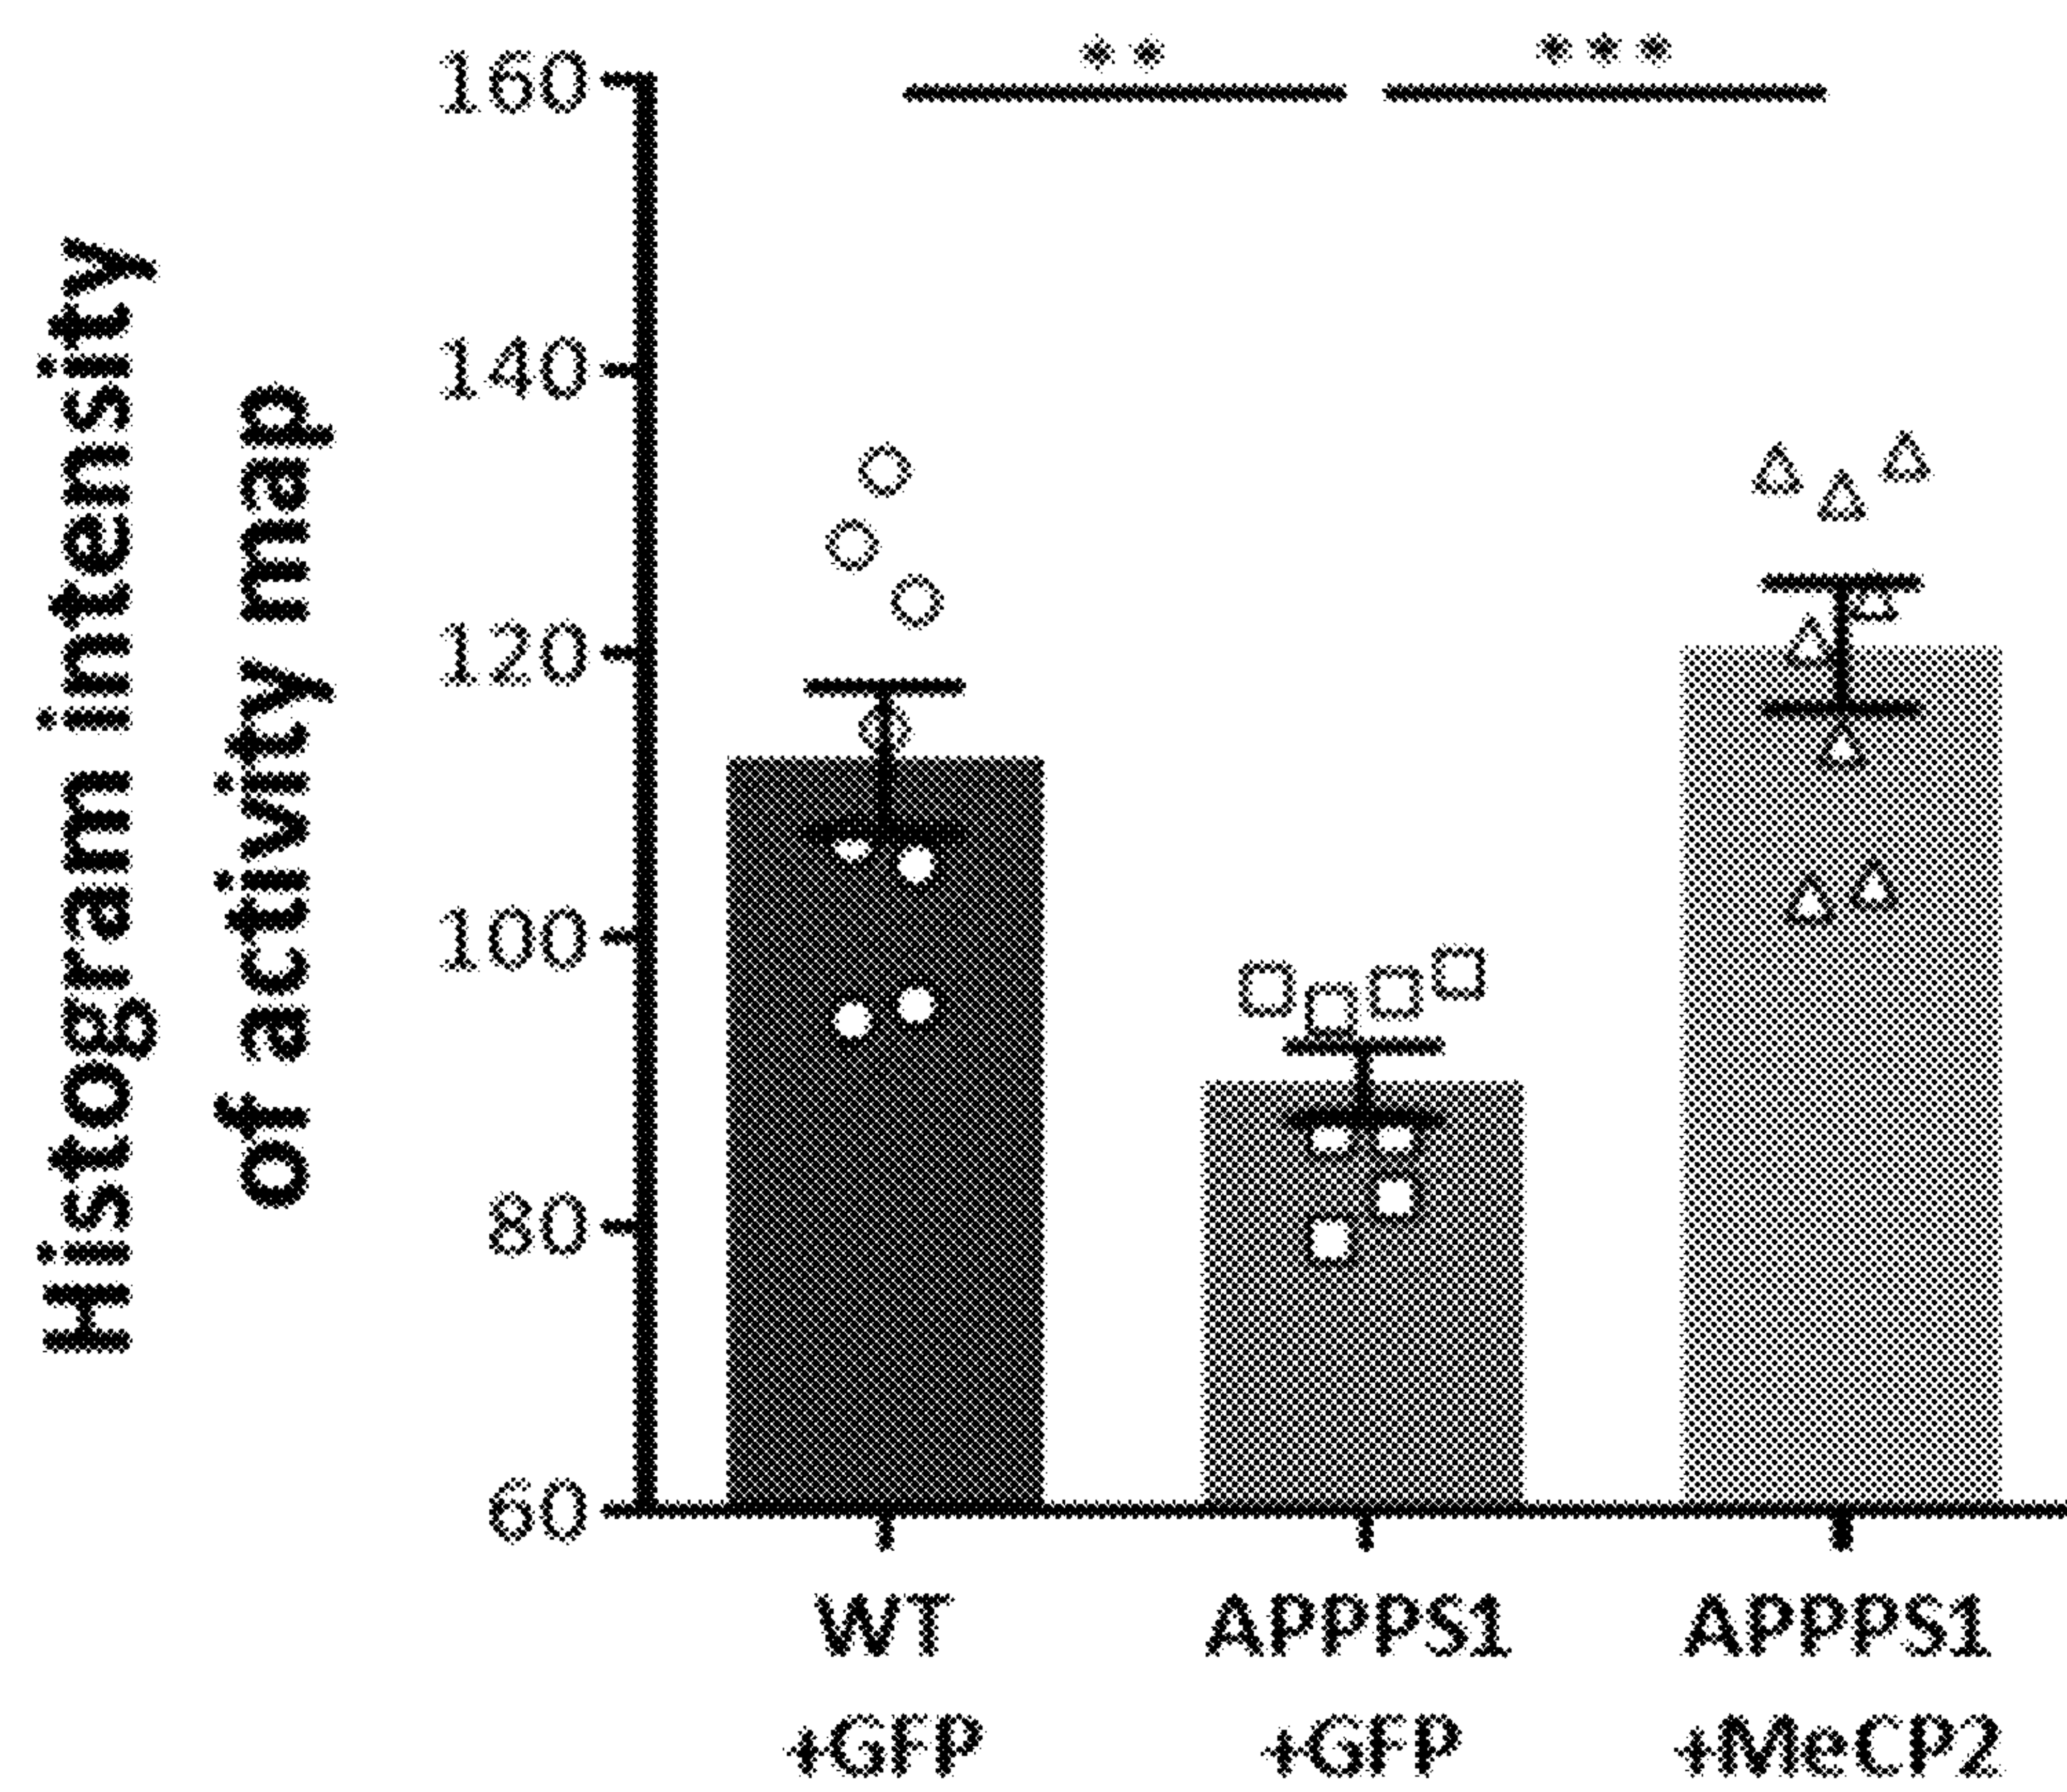 ** ***
160
140
120
100
80
60
Histogram intensity
of activity map
WT APPPS1 APPPS1
+GFP +GFP +MeCP2